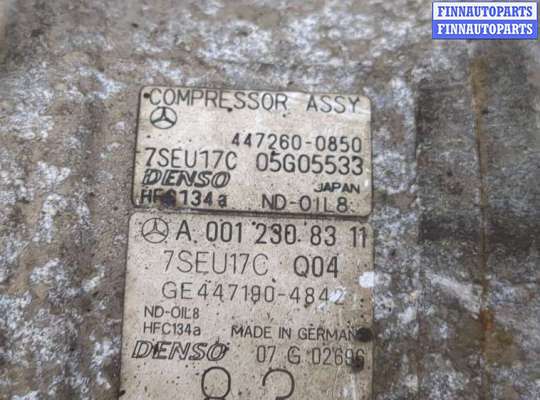 FINNAUTOPARTS
FINNAUTOPARTS
COMPRESSOR ASSY
447260-0850
7SEU17C 05G05533
DENSO JAPAN
HFC134a ND-OIL8
A 001 230 83 11
7SEU17C Q04
GE447190-4842
ND-OIL8
HFC134a MADE IN GERMANY
DENSO 07 G 02696